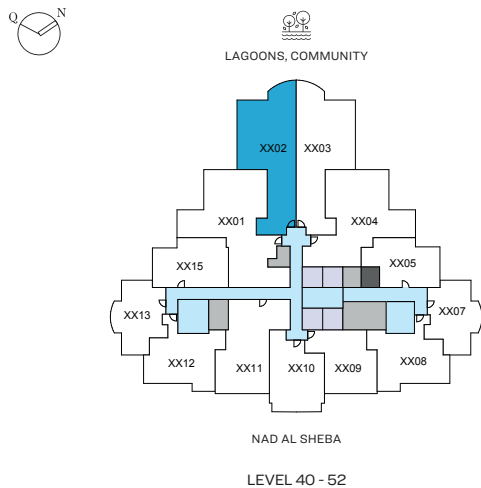 Q N
LAGOONS, COMMUNITY
XX02 XX03
XX01 XX04
XX15 XX05
XX13 XX07
XX12 XX11 XX10 XX09 XX08
NAD AL SHEBA
LEVEL 40 - 52